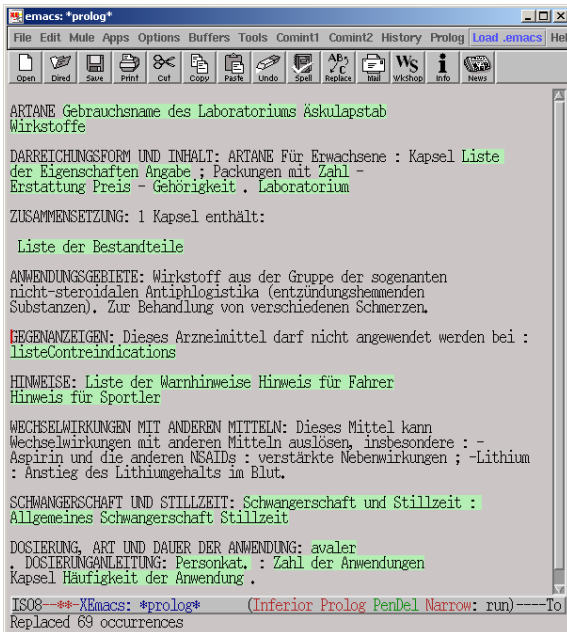 emacs: *prolog*
File Edit Mule Apps Options Buffers Tools Comint1 Comint2 History Prolog Load .emacs Hel
Open Dired Save Print Cut Copy Paste Undo Spell Replace Mail WkShop Info News
ARTANE Gebrauchsname des Laboratoriums Äskulapstab
Wirkstoffe
DARREICHUNGSFORM UND INHALT: ARTANE Für Erwachsene : Kapsel Liste
der Eigenschaften Angabe ; Packungen mit Zahl -
Erstattung Preis - Gehörigkeit . Laboratorium
ZUSAMMENSETZUNG: 1 Kapsel enthält:
Liste der Bestandteile
ANWENDUNGSGEBIETE: Wirkstoff aus der Gruppe der sogenanten
nicht-steroidalen Antiphlogistika (entzündungshemmenden
Substanzen). Zur Behandlung von verschiedenen Schmerzen.
GEGENANZEIGEN: Dieses Arzneimittel darf nicht angewendet werden bei :
listeContreindications
HINWEISE: Liste der Warnhinweise Hinweis für Fahrer
Hinweis für Sportler
WECHSELWIRKUNGEN MIT ANDEREN MITTELN: Dieses Mittel kann
Wechselwirkungen mit anderen Mitteln auslösen, insbesondere : -
Aspirin und die anderen NSAIDs : verstärkte Nebenwirkungen ; -Lithium
: Anstieg des Lithiumgehalts im Blut.
SCHWANGERSCHAFT UND STILLZEIT: Schwangerschaft und Stillzeit :
Allgemeines Schwangerschaft Stillzeit
DOSIERUNG, ART UND DAUER DER ANWENDUNG: avaler
. DOSIERUNGANLEITUNG: Personkat. : Zahl der Anwendungen
Kapsel Häufigkeit der Anwendung .
ISO8--**-XEmacs: *prolog* (Inferior Prolog PenDel Narrow: run)----To
Replaced 69 occurrences